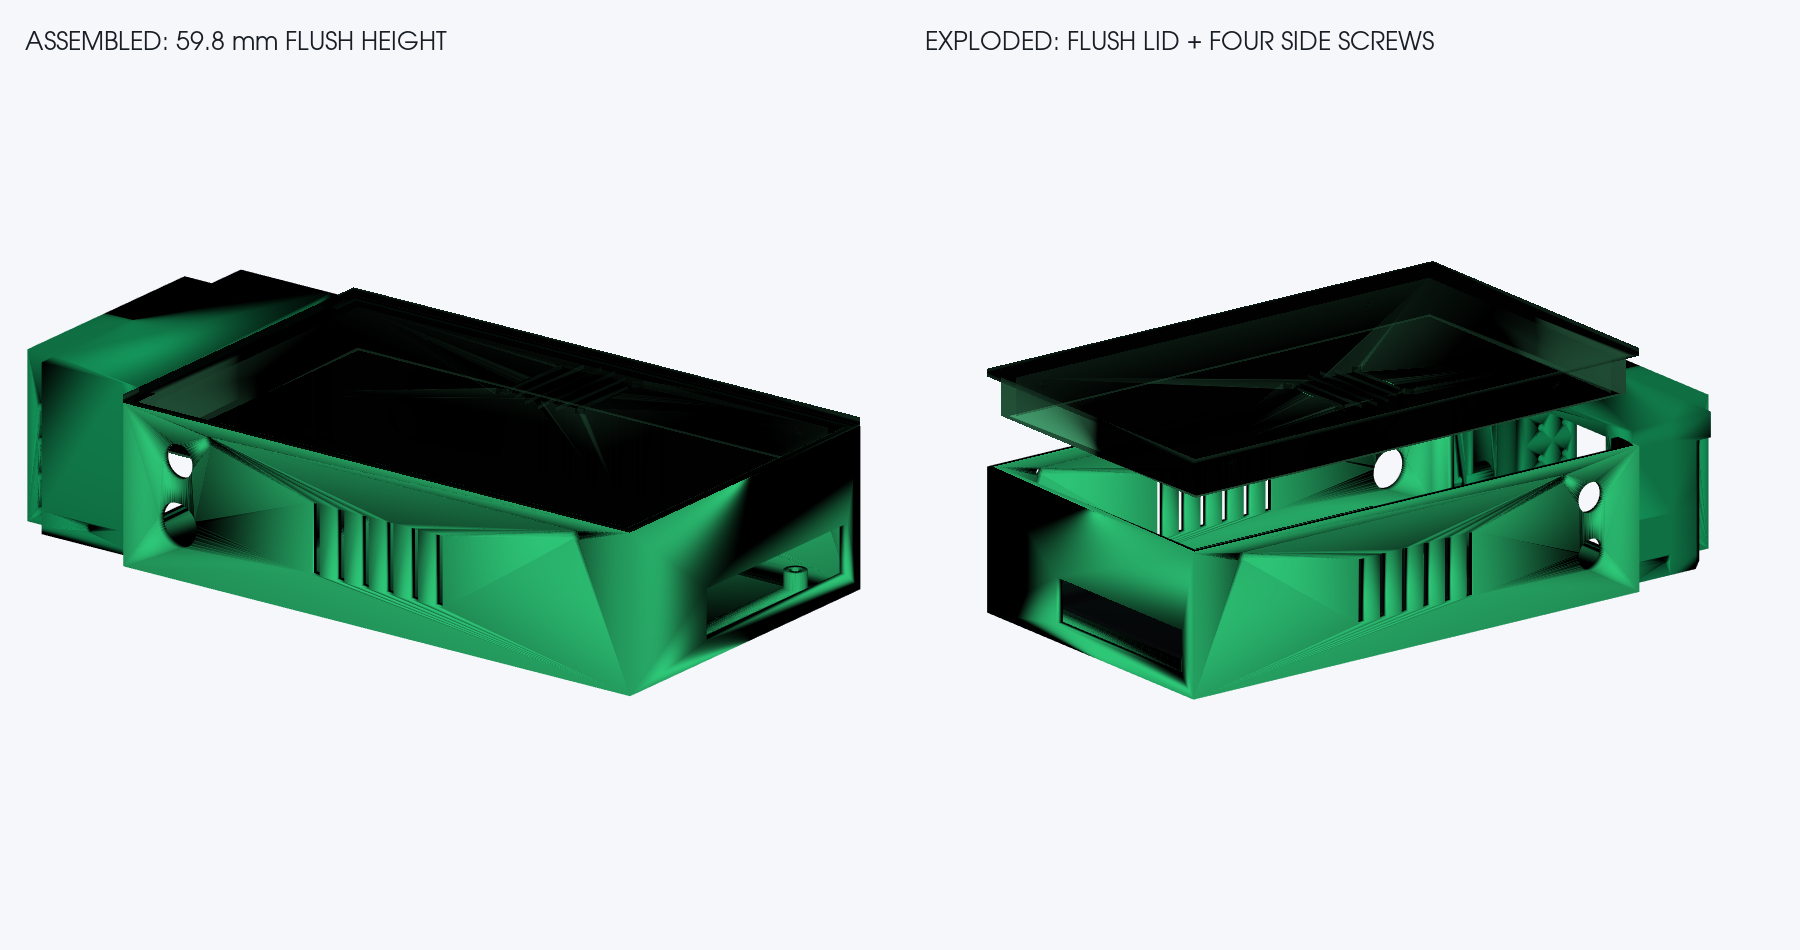 ASSEMBLED: 59.8 mm FLUSH HEIGHT
EXPLODED: FLUSH LID + FOUR SIDE SCREWS